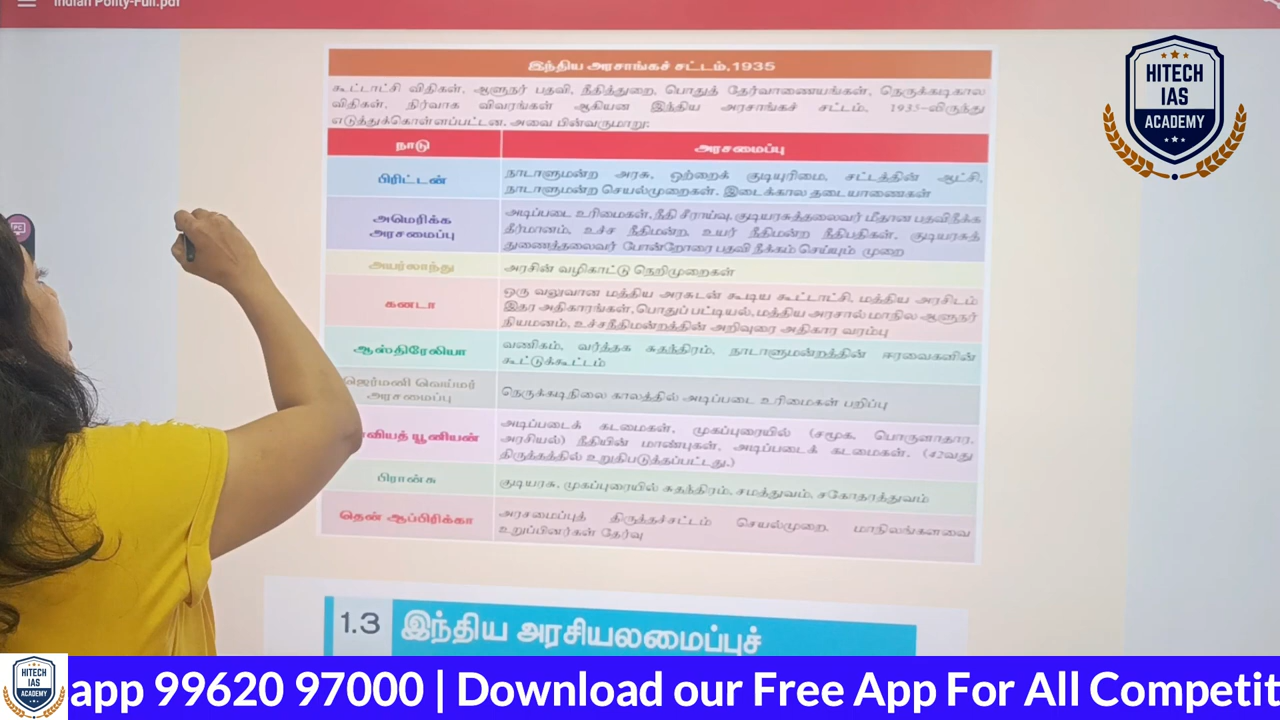 Indian Polity-Full.pdf
HITECH
IAS
ACADEMY
இந்திய அரசாங்கச் சட்டம்,1935
கூட்டாட்சி விதிகள், ஆளுநர் பதவி, நீதித்துறை, பொதுத் தேர்வாணையங்கள், நெருக்கடிகால
விதிகள், நிர்வாக விவரங்கள் ஆகியன இந்திய அரசாங்கச் சட்டம், 1935-லிருந்து
எடுத்துக்கொள்ளப்பட்டன. அவை பின்வருமாறு:
நாடு
அரசமைப்பு
பிரிட்டன்
நாடாளுமன்ற அரசு, ஒற்றைக் குடியுரிமை, சட்டத்தின் ஆட்சி,
நாடாளுமன்ற செயல்முறைகள், இடைக்கால தடையாணைகள்
அமெரிக்க
அரசமைப்பு
அடிப்படை உரிமைகள், நீதி சீராய்வு, குடியரசுத்தலைவர் மீதான பதவிநீக்க
தீர்மானம், உச்ச நீதிமன்ற, உயர் நீதிமன்ற நீதிபதிகள், குடியரசுத்
துணைத்தலைவர் போன்றோரை பதவி நீக்கம் செய்யும் முறை
அயர்லாந்து
அரசின் வழிகாட்டு நெறிமுறைகள்
கனடா
ஒரு வலுவான மத்திய அரசுடன் கூடிய கூட்டாட்சி, மத்திய அரசிடம்
இதர அதிகாரங்கள், பொதுப் பட்டியல், மத்திய அரசால் மாநில ஆளுநர்
நியமனம், உச்சநீதிமன்றத்தின் அறிவுரை அதிகார வரம்பு
ஆஸ்திரேலியா
வணிகம், வர்த்தக சுதந்திரம், நாடாளுமன்றத்தின் ஈரவைகளின்
கூட்டுக்கூட்டம்
ஜெர்மனி வெய்மர்
அரசமைப்பு
நெருக்கடிநிலை காலத்தில் அடிப்படை உரிமைகள் பறிப்பு
வியத் யூனியன்
அடிப்படைக் கடமைகள், முகப்புரையில் (சமூக, பொருளாதார,
அரசியல்) நீதியின் மாண்புகள், அடிப்படைக் கடமைகள், (42வது
திருத்தத்தில் உறுதிபடுத்தப்பட்டது.)
பிரான்சு
குடியரசு, முகப்புரையில் சுதந்திரம், சமத்துவம், சகோதரத்துவம்
தென் ஆப்பிரிக்கா
அரசமைப்புத் திருத்தச்சட்டம் செயல்முறை, மாநிலங்களவை
உறுப்பினர்கள் தேர்வு
1.3 இந்திய அரசியலமைப்புச்
HITECH
IAS
ACADEMY
app 99620 97000 | Download our Free App For All Competit